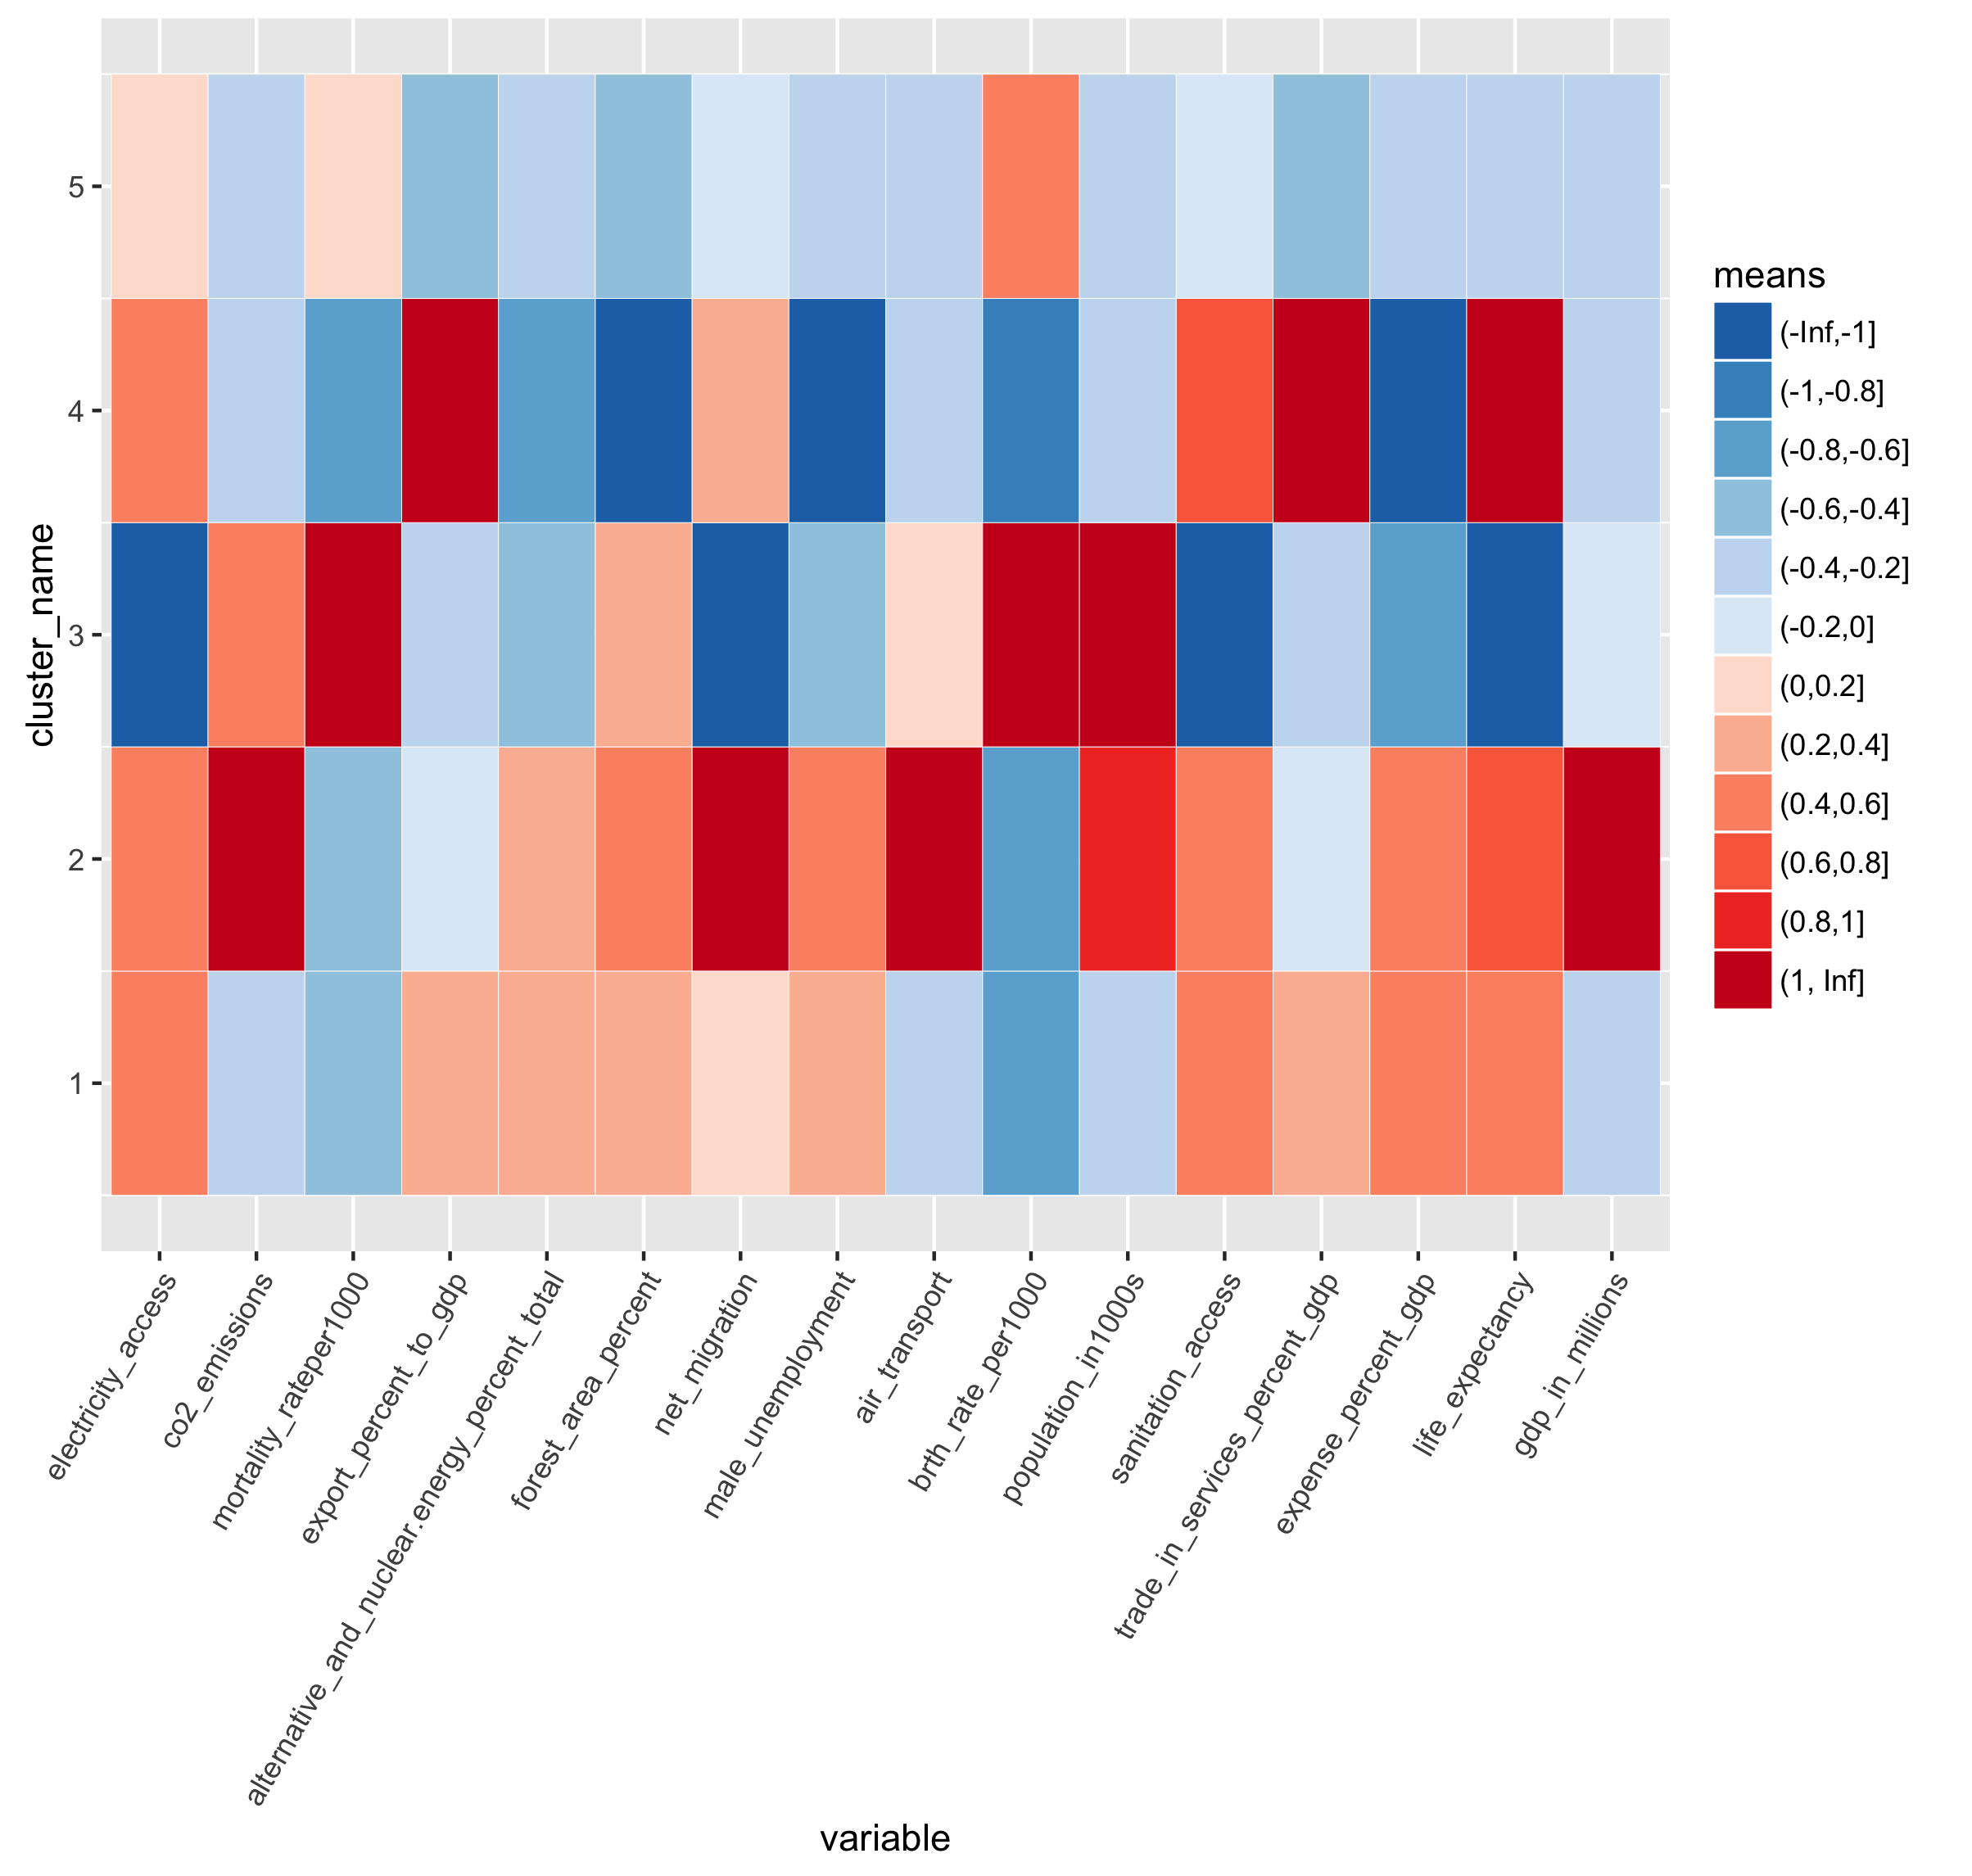 cluster_name
5
4
3
2
1
electricity_access
co2_emissions
mortality_rateper1000
export_percent_to_gdp
alternative_and_nuclear.energy_percent_total
forest_area_percent
net_migration
male_unemployment
air_transport
brth_rate_per1000
population_in1000s
sanitation_access
trade_in_services_percent_gdp
expense_percent_gdp
life_expectancy
gdp_in_millions
variable
means
(-Inf,-1]
(-1,-0.8]
(-0.8,-0.6]
(-0.6,-0.4]
(-0.4,-0.2]
(-0.2,0]
(0,0.2]
(0.2,0.4]
(0.4,0.6]
(0.6,0.8]
(0.8,1]
(1, Inf]